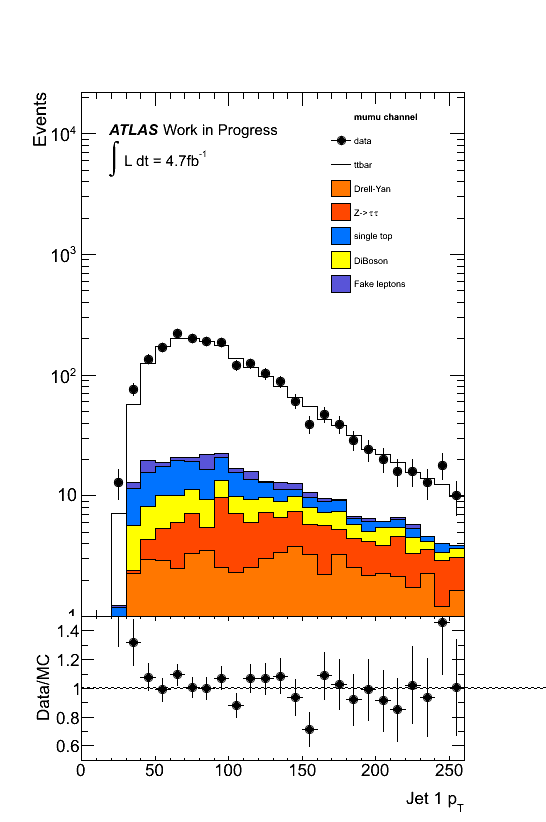 Events
10⁴
10³
10²
10
1
ATLAS Work in Progress
∫ L dt = 4.7fb⁻¹
mumu channel
data
ttbar
Drell-Yan
Z->ττ
single top
DiBoson
Fake leptons
Data/MC
1.4
1.2
1
0.8
0.6
0 50 100 150 200 250
Jet 1 p_T